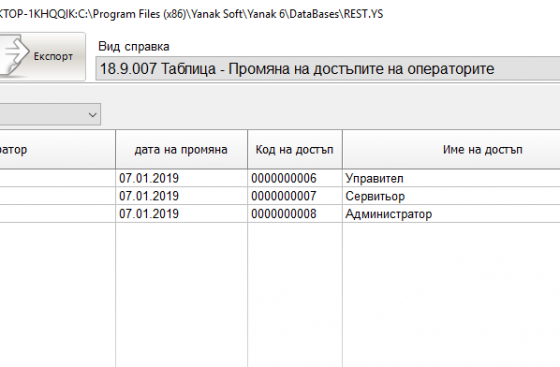 KTOP-1KHQQIK:C:\Program Files (x86)\Yanak Soft\Yanak 6\DataBases\REST.YS
Вид справка
Експорт
18.9.007 Таблица - Промяна на достъпите на операторите
ратор дата на промяна Код на достъп Име на достъп
07.01.2019 0000000006 Управител
07.01.2019 0000000007 Сервитьор
07.01.2019 0000000008 Администратор